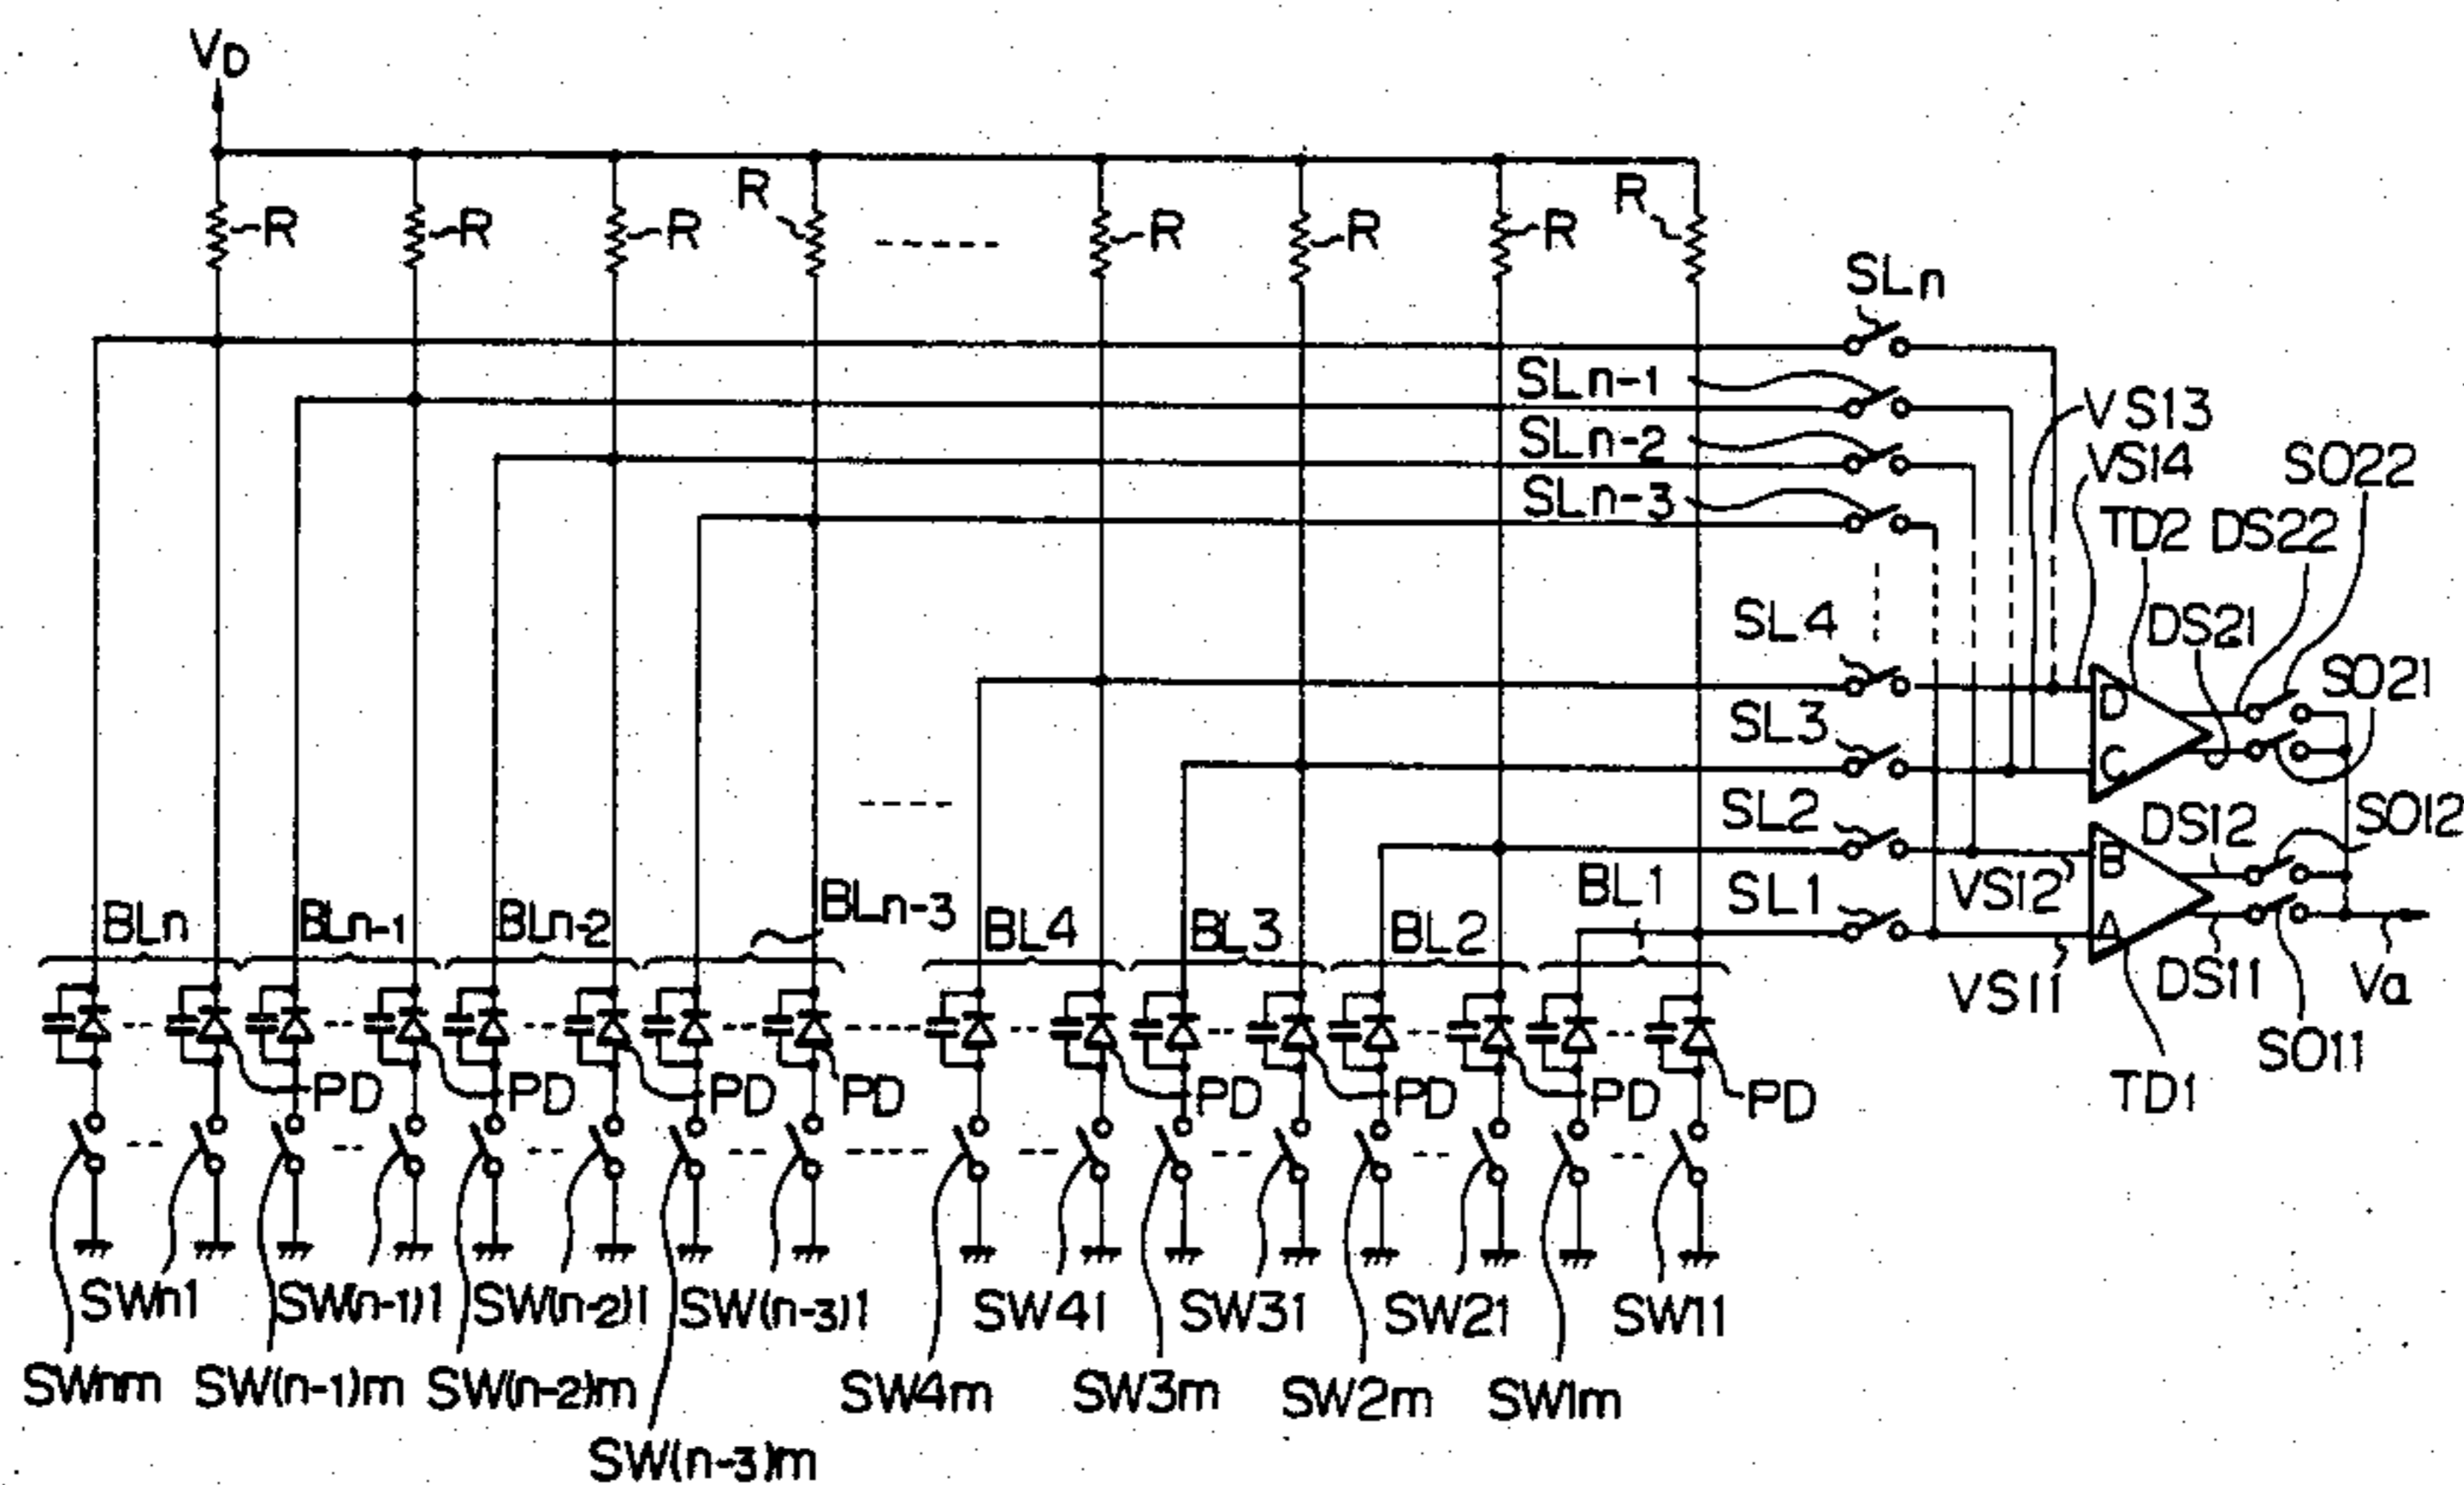 VD
R R R R R R R R
SLn
SLn-1
SLn-2
SLn-3
VS13
VS14
SO22
TD2 DS22
SL4
DS21
SO21
D
SL3
C
SL2
DS12
SO12
B
BL1
SL1
VS12
A
BLn BLn-1 BLn-2 BLn-3 BL4 BL3 BL2
VS11
DS11
Va
SO11
TD1
PD PD PD PD PD PD PD PD
SWn1 SW(n-1)1 SW(n-2)1 SW(n-3)1 SW41 SW31 SW21 SW11
SWnm SW(n-1)m SW(n-2)m SW4m SW3m SW2m SW1m
SW(n-3)m